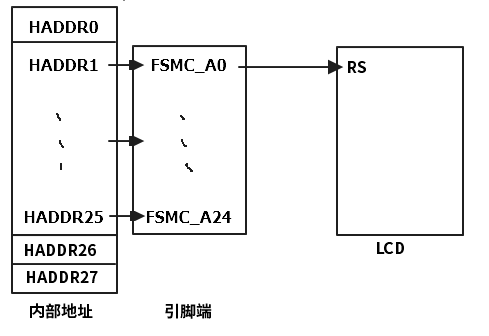 HADDR0
HADDR1
FSMC_A0
RS
HADDR25
FSMC_A24
HADDR26
LCD
HADDR27
内部地址
引脚端